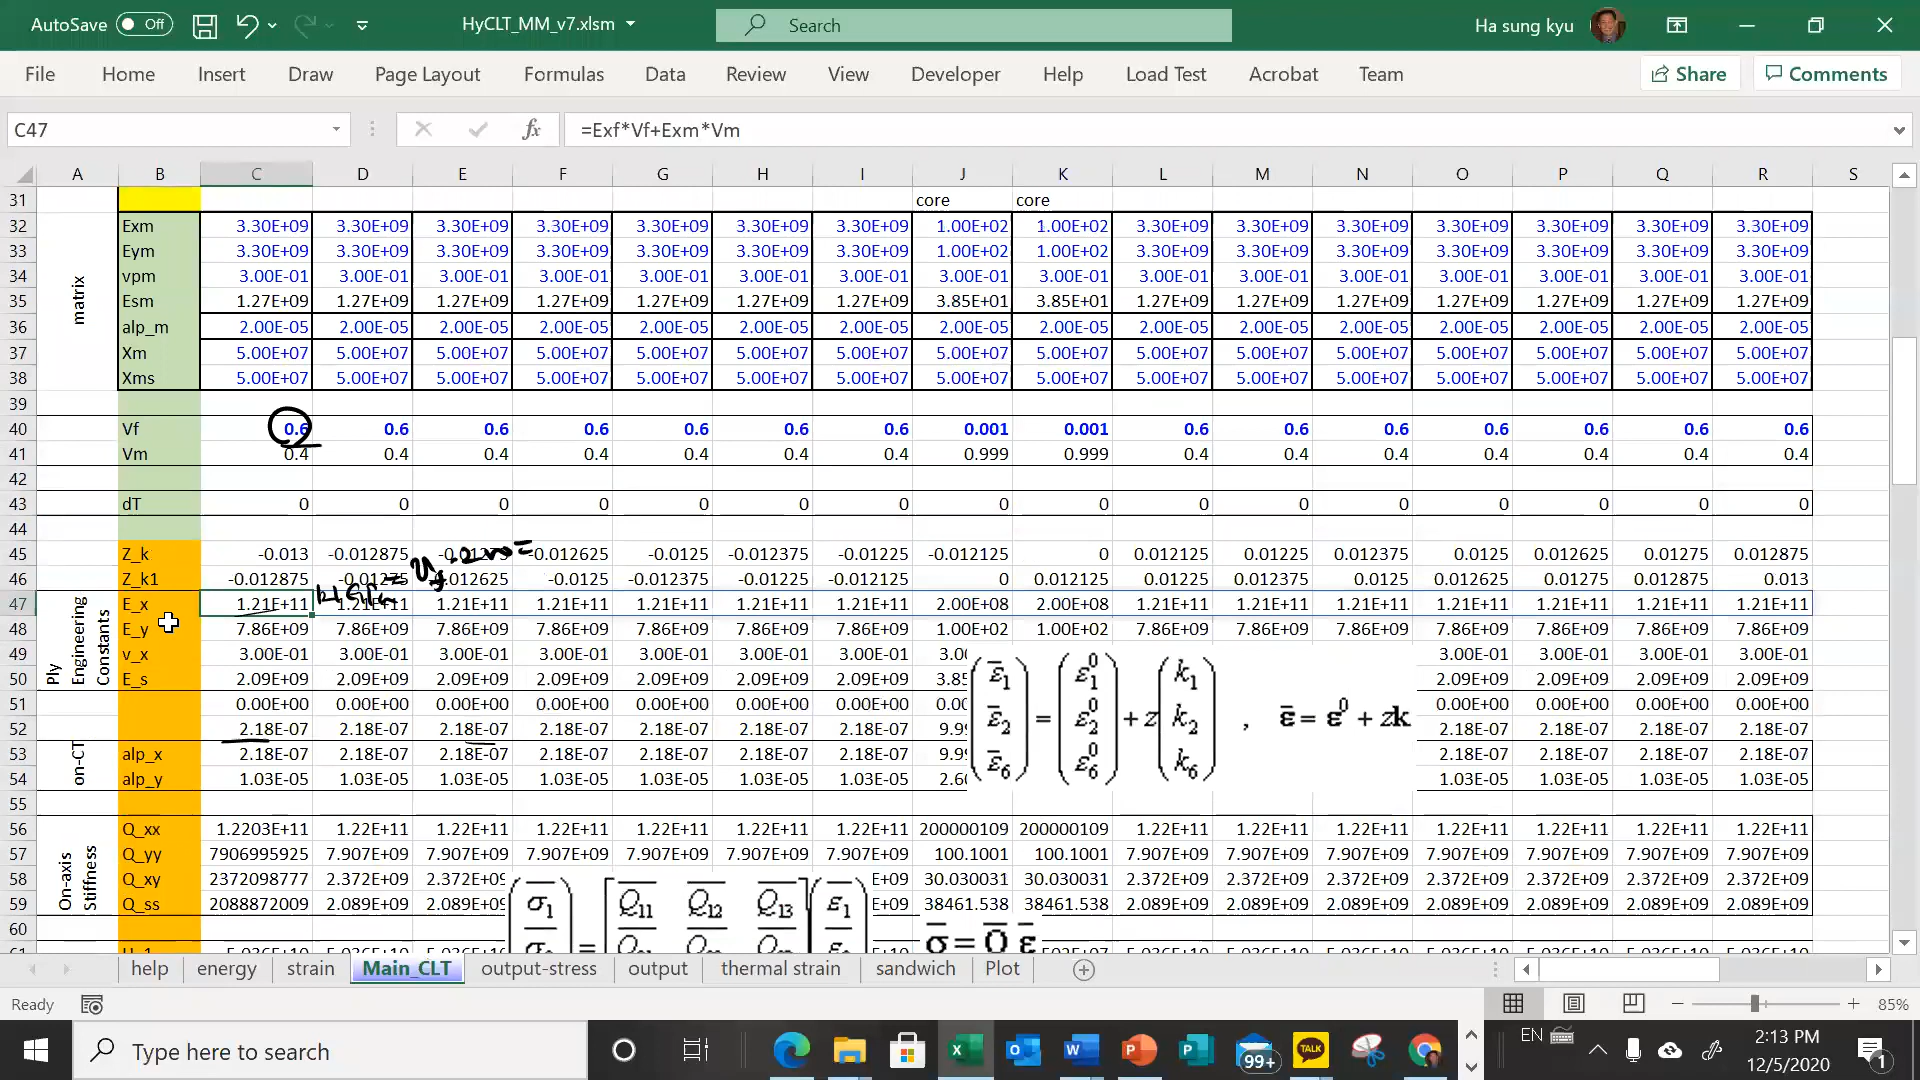 AutoSave Off HyCLT_MM_v7.xlsm Search Ha sung kyu
File Home Insert Draw Page Layout Formulas Data Review View Developer Help Load Test Acrobat Team Share Comments
C47 fx =Exf*Vf+Exm*Vm
A B C D E F G H I J K L M N O P Q R S
31 core core
32 Exm 3.30E+09 3.30E+09 3.30E+09 3.30E+09 3.30E+09 3.30E+09 3.30E+09 1.00E+02 1.00E+02 3.30E+09 3.30E+09 3.30E+09 3.30E+09 3.30E+09 3.30E+09 3.30E+09
33 Eym 3.30E+09 3.30E+09 3.30E+09 3.30E+09 3.30E+09 3.30E+09 3.30E+09 1.00E+02 1.00E+02 3.30E+09 3.30E+09 3.30E+09 3.30E+09 3.30E+09 3.30E+09 3.30E+09
matrix
34 vpm 3.00E-01 3.00E-01 3.00E-01 3.00E-01 3.00E-01 3.00E-01 3.00E-01 3.00E-01 3.00E-01 3.00E-01 3.00E-01 3.00E-01 3.00E-01 3.00E-01 3.00E-01 3.00E-01
35 Esm 1.27E+09 1.27E+09 1.27E+09 1.27E+09 1.27E+09 1.27E+09 1.27E+09 3.85E+01 3.85E+01 1.27E+09 1.27E+09 1.27E+09 1.27E+09 1.27E+09 1.27E+09 1.27E+09
36 alp_m 2.00E-05 2.00E-05 2.00E-05 2.00E-05 2.00E-05 2.00E-05 2.00E-05 2.00E-05 2.00E-05 2.00E-05 2.00E-05 2.00E-05 2.00E-05 2.00E-05 2.00E-05 2.00E-05
37 Xm 5.00E+07 5.00E+07 5.00E+07 5.00E+07 5.00E+07 5.00E+07 5.00E+07 5.00E+07 5.00E+07 5.00E+07 5.00E+07 5.00E+07 5.00E+07 5.00E+07 5.00E+07 5.00E+07
38 Xms 5.00E+07 5.00E+07 5.00E+07 5.00E+07 5.00E+07 5.00E+07 5.00E+07 5.00E+07 5.00E+07 5.00E+07 5.00E+07 5.00E+07 5.00E+07 5.00E+07 5.00E+07 5.00E+07
39
40 Vf 0.6 0.6 0.6 0.6 0.6 0.6 0.6 0.001 0.001 0.6 0.6 0.6 0.6 0.6 0.6 0.6
41 Vm 0.4 0.4 0.4 0.4 0.4 0.4 0.4 0.999 0.999 0.4 0.4 0.4 0.4 0.4 0.4 0.4
42
43 dT 0 0 0 0 0 0 0 0 0 0 0 0 0 0 0 0
44
45 Z_k -0.013 -0.012875 -0.01275 -0.012625 -0.0125 -0.012375 -0.01225 -0.012125 0 0.012125 0.01225 0.012375 0.0125 0.012625 0.01275 0.012875
46 Z_k1 -0.012875 -0.01275 0.012625 -0.0125 -0.012375 -0.01225 -0.012125 0 0.012125 0.01225 0.012375 0.0125 0.012625 0.01275 0.012875 0.013
Ply Engineering Constants
47 E_x 1.21E+11 1.21E+11 1.21E+11 1.21E+11 1.21E+11 1.21E+11 1.21E+11 2.00E+08 2.00E+08 1.21E+11 1.21E+11 1.21E+11 1.21E+11 1.21E+11 1.21E+11 1.21E+11
48 E_y 7.86E+09 7.86E+09 7.86E+09 7.86E+09 7.86E+09 7.86E+09 7.86E+09 1.00E+02 1.00E+02 7.86E+09 7.86E+09 7.86E+09 7.86E+09 7.86E+09 7.86E+09 7.86E+09
49 v_x 3.00E-01 3.00E-01 3.00E-01 3.00E-01 3.00E-01 3.00E-01 3.00E-01 3.00 3.00E-01 3.00E-01 3.00E-01 3.00E-01
50 E_s 2.09E+09 2.09E+09 2.09E+09 2.09E+09 2.09E+09 2.09E+09 2.09E+09 3.85 2.09E+09 2.09E+09 2.09E+09 2.09E+09
51 0.00E+00 0.00E+00 0.00E+00 0.00E+00 0.00E+00 0.00E+00 0.00E+00 0.00 0.00E+00 0.00E+00 0.00E+00 0.00E+00
52 2.18E-07 2.18E-07 2.18E-07 2.18E-07 2.18E-07 2.18E-07 2.18E-07 9.99 2.18E-07 2.18E-07 2.18E-07 2.18E-07
on-CT
53 alp_x 2.18E-07 2.18E-07 2.18E-07 2.18E-07 2.18E-07 2.18E-07 2.18E-07 9.99 2.18E-07 2.18E-07 2.18E-07 2.18E-07
54 alp_y 1.03E-05 1.03E-05 1.03E-05 1.03E-05 1.03E-05 1.03E-05 1.03E-05 2.60 1.03E-05 1.03E-05 1.03E-05 1.03E-05
(ε̅1 ε̅2 ε̅6) = (ε1^0 ε2^0 ε6^0) + z (k1 k2 k6) , ε̅ = ε^0 + zk
55
On-axis Stiffness
56 Q_xx 1.2203E+11 1.22E+11 1.22E+11 1.22E+11 1.22E+11 1.22E+11 1.22E+11 200000109 200000109 1.22E+11 1.22E+11 1.22E+11 1.22E+11 1.22E+11 1.22E+11 1.22E+11
57 Q_yy 7906995925 7.907E+09 7.907E+09 7.907E+09 7.907E+09 7.907E+09 7.907E+09 100.1001 100.1001 7.907E+09 7.907E+09 7.907E+09 7.907E+09 7.907E+09 7.907E+09 7.907E+09
58 Q_xy 2372098777 2.372E+09 2.372E+09 E+09 30.030031 30.030031 2.372E+09 2.372E+09 2.372E+09 2.372E+09 2.372E+09 2.372E+09 2.372E+09
59 Q_ss 2088872009 2.089E+09 2.089E+09 E+09 38461.538 38461.538 2.089E+09 2.089E+09 2.089E+09 2.089E+09 2.089E+09 2.089E+09 2.089E+09
σ̅1 = Q̅11 Q̅12 Q̅13 ε̅1
σ̅ = Q̅ ε̅
60
help energy strain Main_CLT output-stress output thermal strain sandwich Plot
Ready 85%
Type here to search 99+ TALK EN 2:13 PM
12/5/2020 1